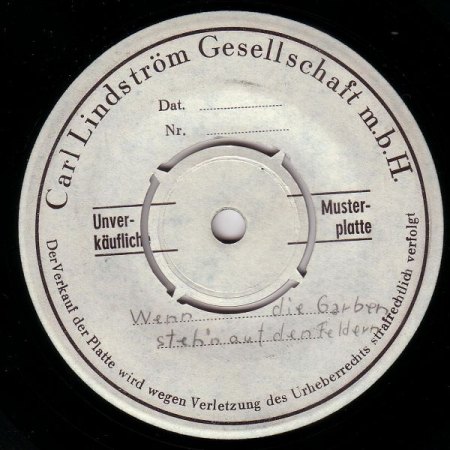 Carl Lindström Gesellschaft m.b.H.
Dat. ....................
Nr. ....................
Unver-
käufliche
Muster-
platte
Wenn die Garben
steh'n auf den Feldern
Der Verkauf der Platte wird wegen Verletzung des Urheberrechts strafrechtlich verfolgt